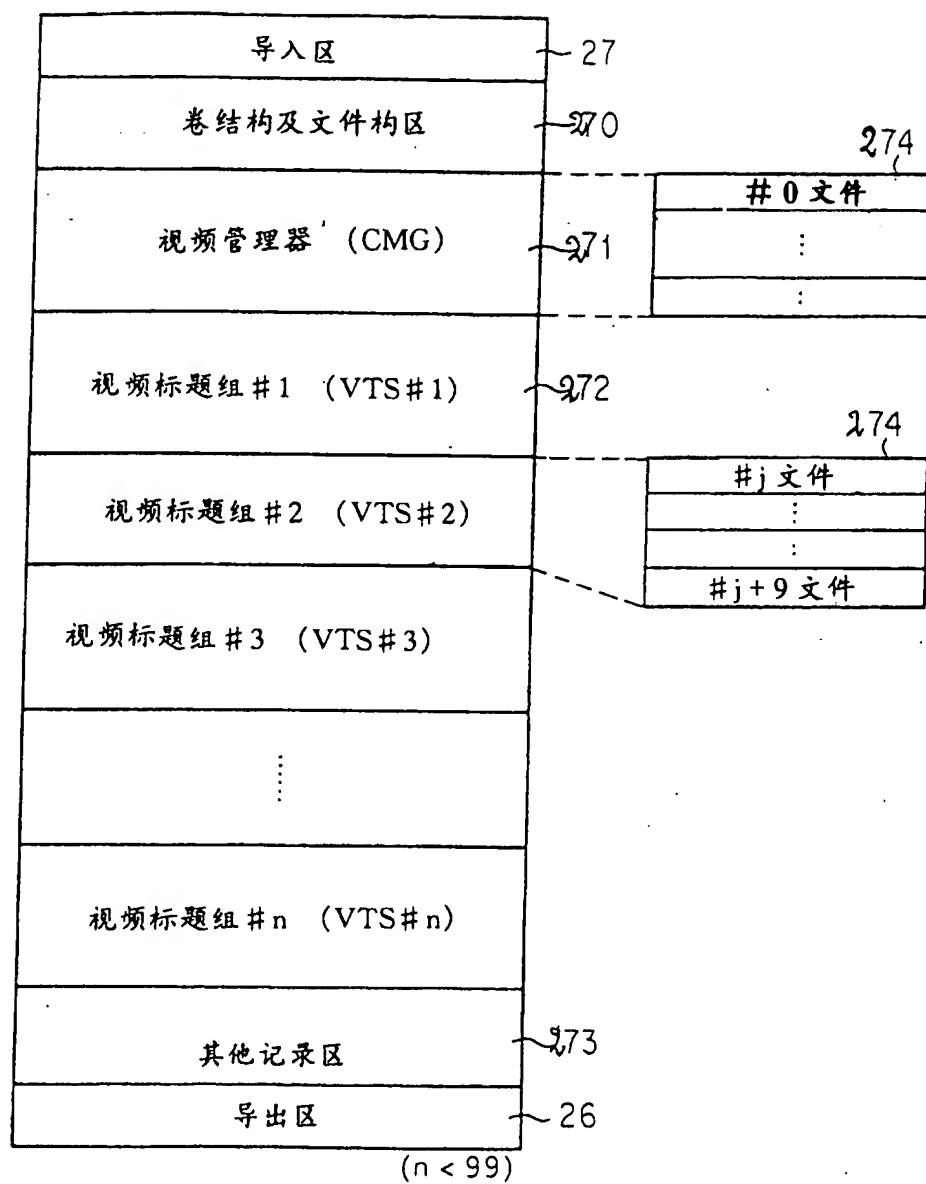 导入区
27
卷结构及文件构区
270
274
#0 文件
⋮
⋮
视频管理器 (CMG)
271
视频标题组#1 (VTS#1)
272
274
#j 文件
⋮
⋮
#j+9 文件
视频标题组#2 (VTS#2)
视频标题组#3 (VTS#3)
⋮
视频标题组#n (VTS#n)
其他记录区
273
导出区
26
(n < 99)